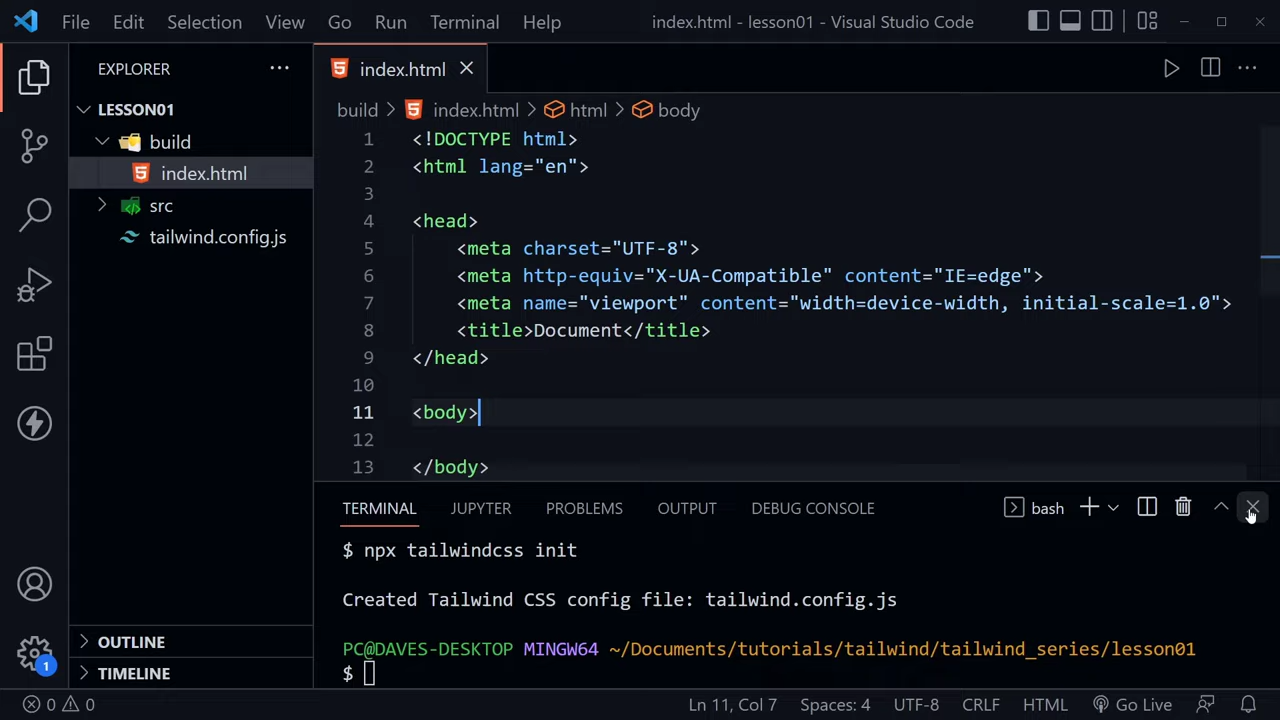 File Edit Selection View Go Run Terminal Help index.html - lesson01 - Visual Studio Code
EXPLORER ···
index.html
LESSON01
build > index.html > html > body
build
index.html
src
tailwind.config.js
1 <!DOCTYPE html>
2 <html lang="en">
3
4 <head>
5 <meta charset="UTF-8">
6 <meta http-equiv="X-UA-Compatible" content="IE=edge">
7 <meta name="viewport" content="width=device-width, initial-scale=1.0">
8 <title>Document</title>
9 </head>
10
11 <body>
12
13 </body>
TERMINAL JUPYTER PROBLEMS OUTPUT DEBUG CONSOLE bash
$ npx tailwindcss init
Created Tailwind CSS config file: tailwind.config.js
PC@DAVES-DESKTOP MINGW64 ~/Documents/tutorials/tailwind/tailwind_series/lesson01
$
OUTLINE
TIMELINE
1
0 0 Ln 11, Col 7 Spaces: 4 UTF-8 CRLF HTML Go Live